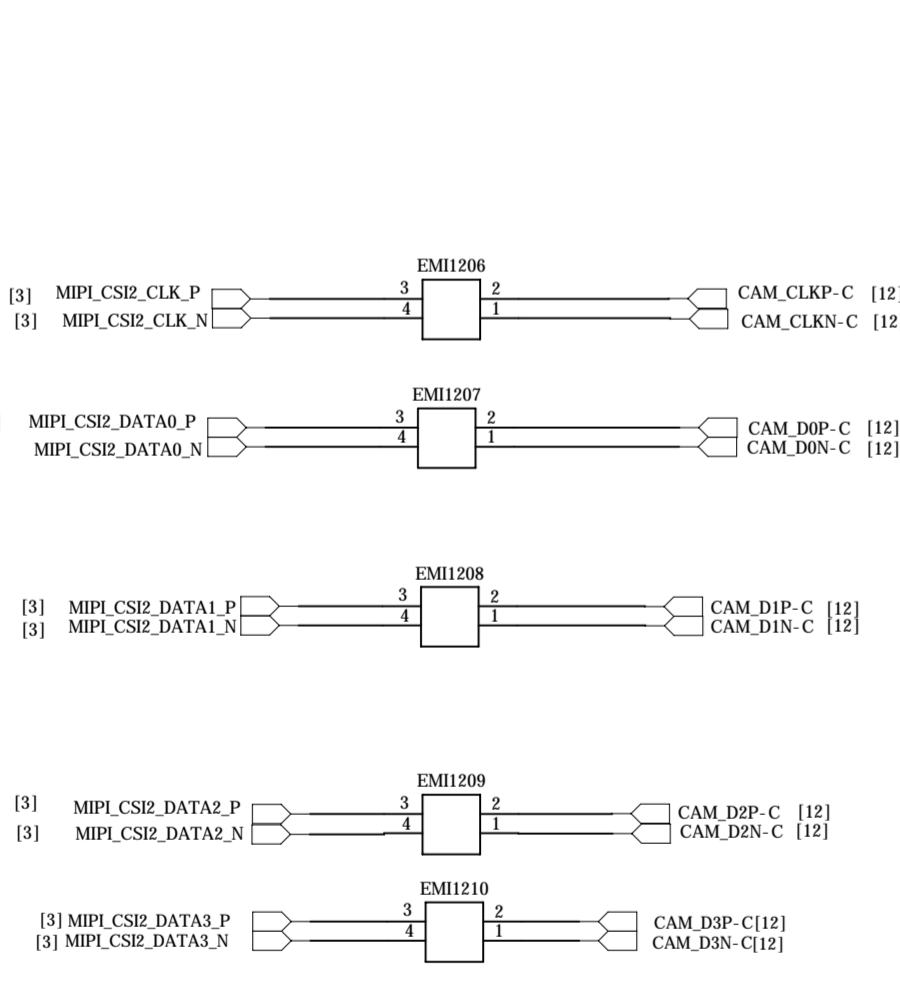 EMI1206
[3] MIPI_CSI2_CLK_P 3 2 CAM_CLKP-C [12]
[3] MIPI_CSI2_CLK_N 4 1 CAM_CLKN-C [12
EMI1207
MIPI_CSI2_DATA0_P 3 2 CAM_D0P-C [12]
MIPI_CSI2_DATA0_N 4 1 CAM_D0N-C [12]
EMI1208
[3] MIPI_CSI2_DATA1_P 3 2 CAM_D1P-C [12]
[3] MIPI_CSI2_DATA1_N 4 1 CAM_D1N-C [12]
EMI1209
[3] MIPI_CSI2_DATA2_P 3 2 CAM_D2P-C [12]
[3] MIPI_CSI2_DATA2_N 4 1 CAM_D2N-C [12]
EMI1210
[3] MIPI_CSI2_DATA3_P 3 2 CAM_D3P-C[12]
[3] MIPI_CSI2_DATA3_N 4 1 CAM_D3N-C[12]